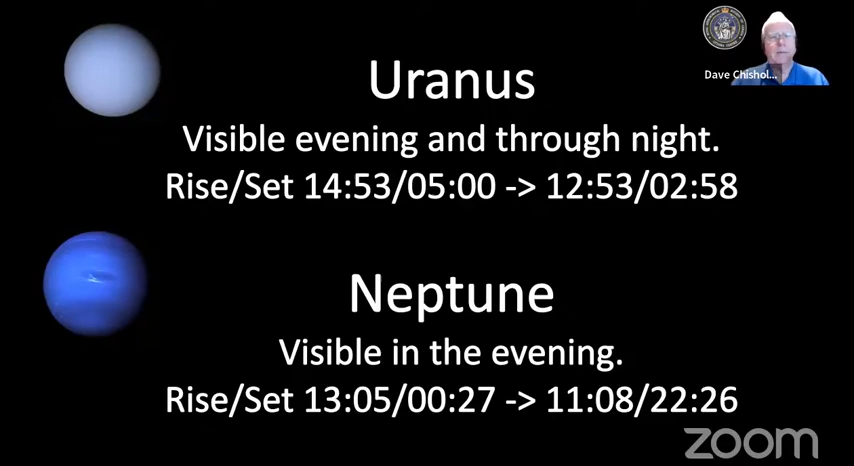 Uranus
Visible evening and through night.
Rise/Set 14:53/05:00 -> 12:53/02:58
Neptune
Visible in the evening.
Rise/Set 13:05/00:27 -> 11:08/22:26
Dave Chishol...
zoom